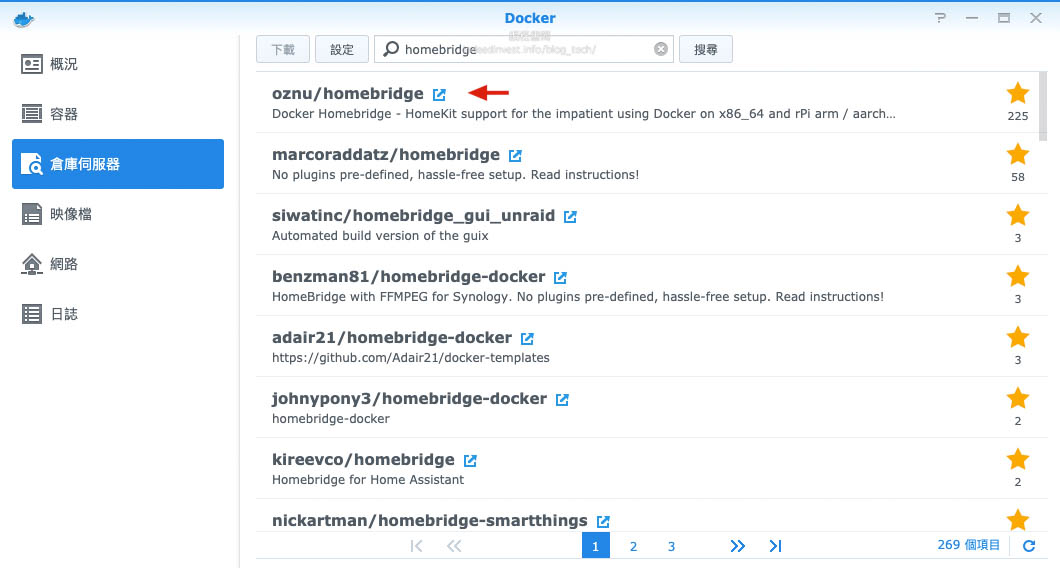 Docker
下載 設定 homebridge 搜尋
概況
容器
倉庫伺服器
映像檔
網路
日誌
oznu/homebridge
225
Docker Homebridge - HomeKit support for the impatient using Docker on x86_64 and rPi arm / aarch...
marcoraddatz/homebridge
58
No plugins pre-defined, hassle-free setup. Read instructions!
siwatinc/homebridge_gui_unraid
3
Automated build version of the guix
benzman81/homebridge-docker
3
HomeBridge with FFMPEG for Synology. No plugins pre-defined, hassle-free setup. Read instructions!
adair21/homebridge-docker
3
https://github.com/Adair21/docker-templates
johnypony3/homebridge-docker
2
homebridge-docker
kireevco/homebridge
2
Homebridge for Home Assistant
nickartman/homebridge-smartthings
1 2 3 269 個項目